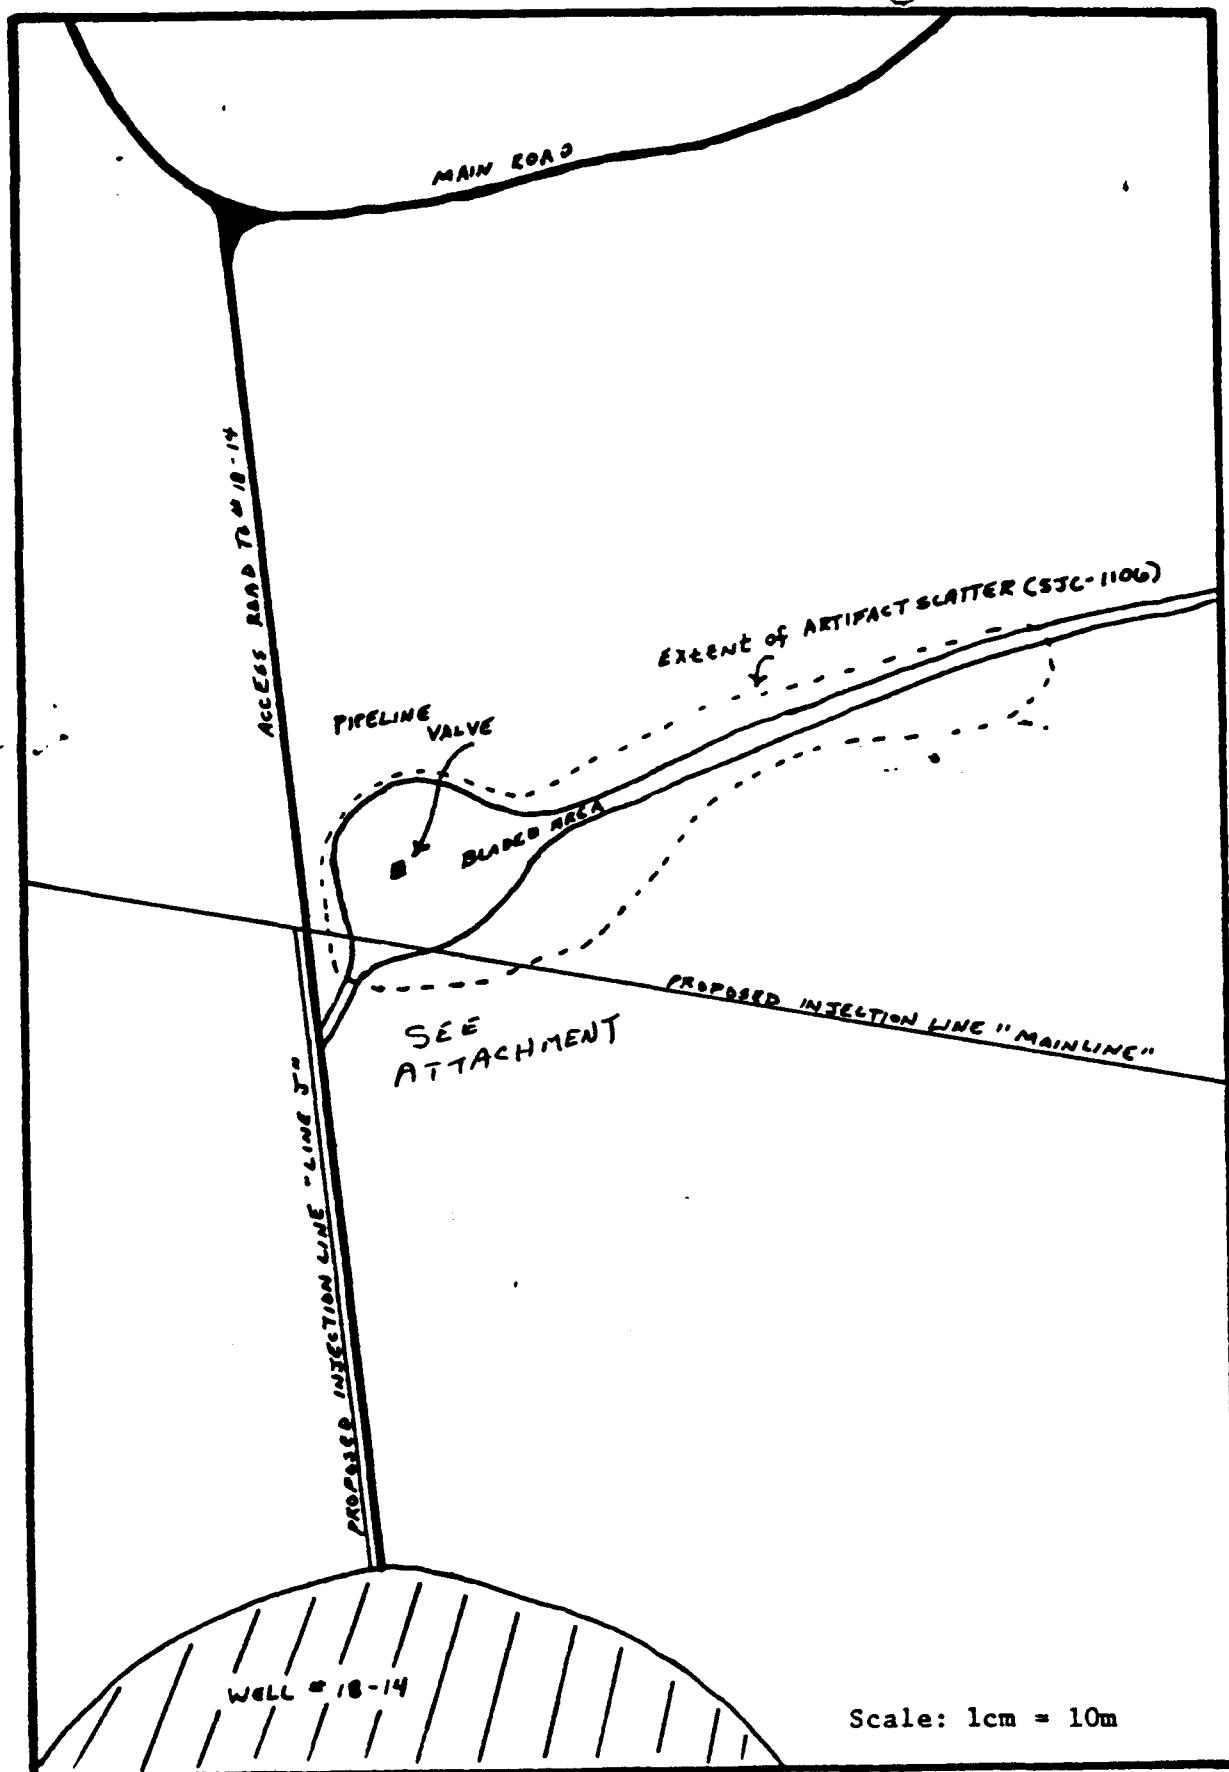 MAIN ROAD
ACCESS ROAD TO # 18-14
EXTENT of ARTIFACT SCATTER (5JC-1106)
PIPELINE
VALVE
BLADED AREA
PROPOSED INJECTION LINE "MAINLINE"
SEE
ATTACHMENT
PROPOSED INJECTION LINE "LINE J"
WELL # 18-14
Scale: 1cm = 10m